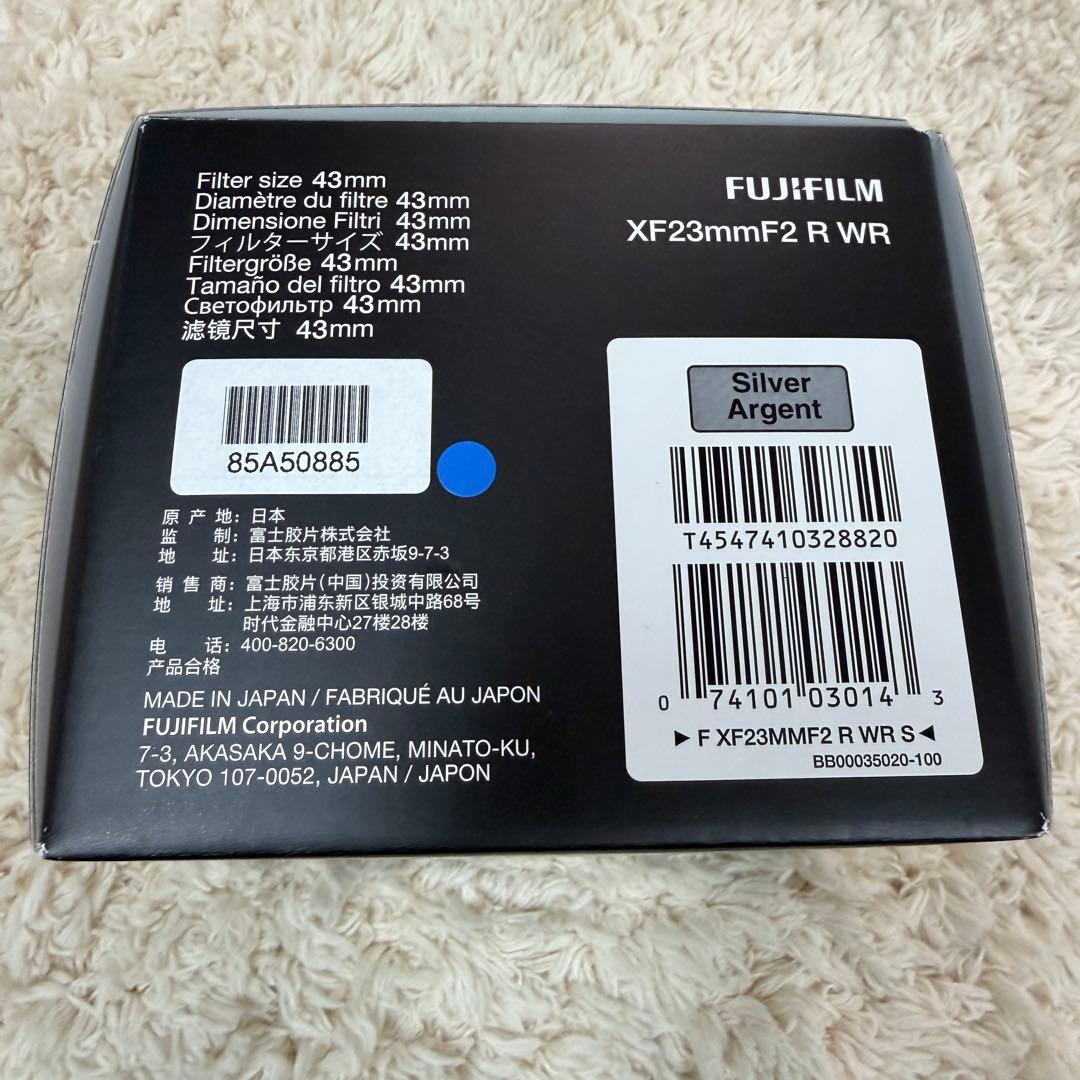 Filter size 43mm
Diamètre du filtre 43mm
Dimensione Filtri 43mm
フィルターサイズ 43mm
Filtergröße 43mm
Tamaño del filtro 43mm
Светофильтр 43mm
滤镜尺寸 43mm
85A50885
原产地：日本
监制：富士胶片株式会社
地址：日本东京都港区赤坂9-7-3
销售商：富士胶片(中国)投资有限公司
地址：上海市浦东新区银城中路68号
时代金融中心27楼28楼
电话：400-820-6300
产品合格
MADE IN JAPAN / FABRIQUÉ AU JAPON
FUJIFILM Corporation
7-3, AKASAKA 9-CHOME, MINATO-KU,
TOKYO 107-0052, JAPAN / JAPON
FUJIFILM
XF23mmF2 R WR
Silver
Argent
T4547410328820
0 74101 03014 3
▶ F XF23MMF2 R WR S ◀
BB00035020-100